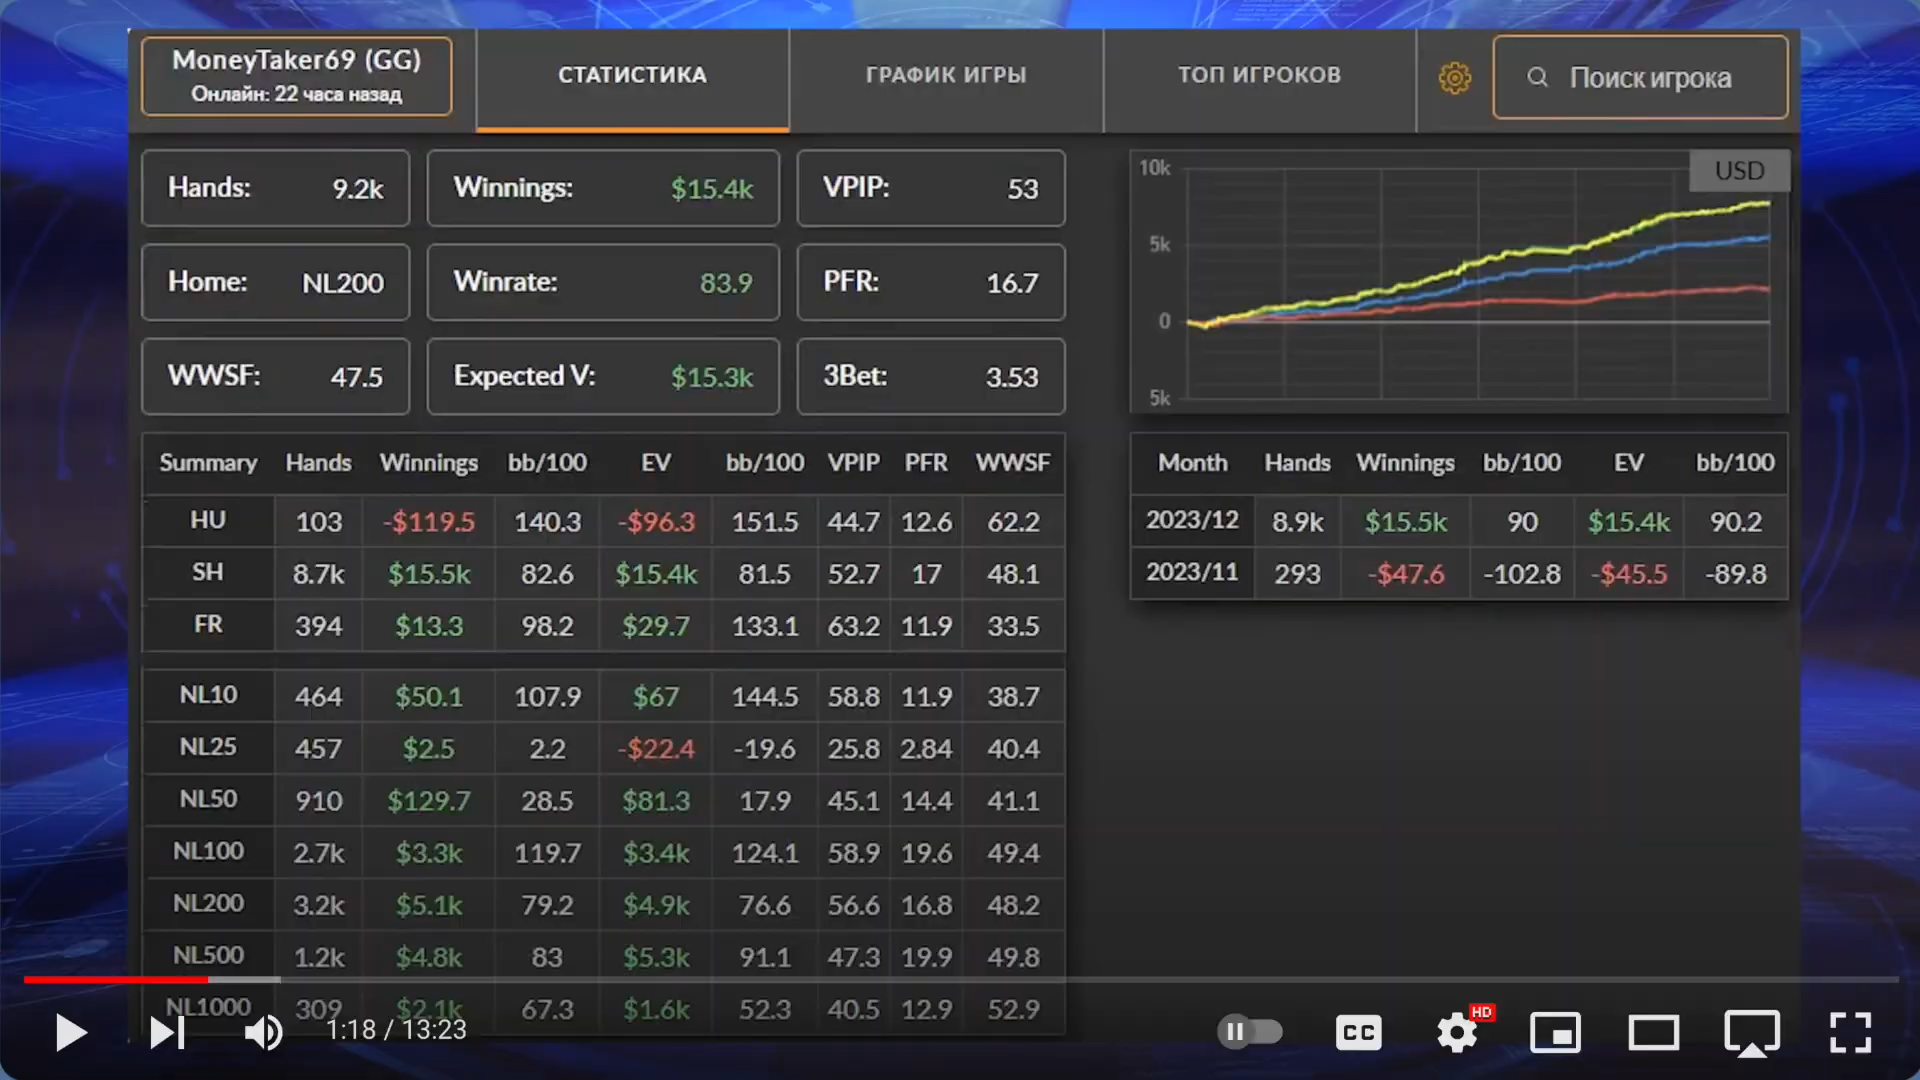 MoneyTaker69 (GG)
Онлайн: 22 часа назад
СТАТИСТИКА
ГРАФИК ИГРЫ
ТОП ИГРОКОВ
Поиск игрока
Hands: 9.2k
Winnings: $15.4k
VPIP: 53
Home: NL200
Winrate: 83.9
PFR: 16.7
WWSF: 47.5
Expected V: $15.3k
3Bet: 3.53
10k
USD
5k
0
5k
Summary Hands Winnings bb/100 EV bb/100 VPIP PFR WWSF
HU 103 -$119.5 140.3 -$96.3 151.5 44.7 12.6 62.2
SH 8.7k $15.5k 82.6 $15.4k 81.5 52.7 17 48.1
FR 394 $13.3 98.2 $29.7 133.1 63.2 11.9 33.5
NL10 464 $50.1 107.9 $67 144.5 58.8 11.9 38.7
NL25 457 $2.5 2.2 -$22.4 -19.6 25.8 2.84 40.4
NL50 910 $129.7 28.5 $81.3 17.9 45.1 14.4 41.1
NL100 2.7k $3.3k 119.7 $3.4k 124.1 58.9 19.6 49.4
NL200 3.2k $5.1k 79.2 $4.9k 76.6 56.6 16.8 48.2
NL500 1.2k $4.8k 83 $5.3k 91.1 47.3 19.9 49.8
NL1000 309 $2.1k 67.3 $1.6k 52.3 40.5 12.9 52.9
Month Hands Winnings bb/100 EV bb/100
2023/12 8.9k $15.5k 90 $15.4k 90.2
2023/11 293 -$47.6 -102.8 -$45.5 -89.8
1:18 / 13:23
CC
HD